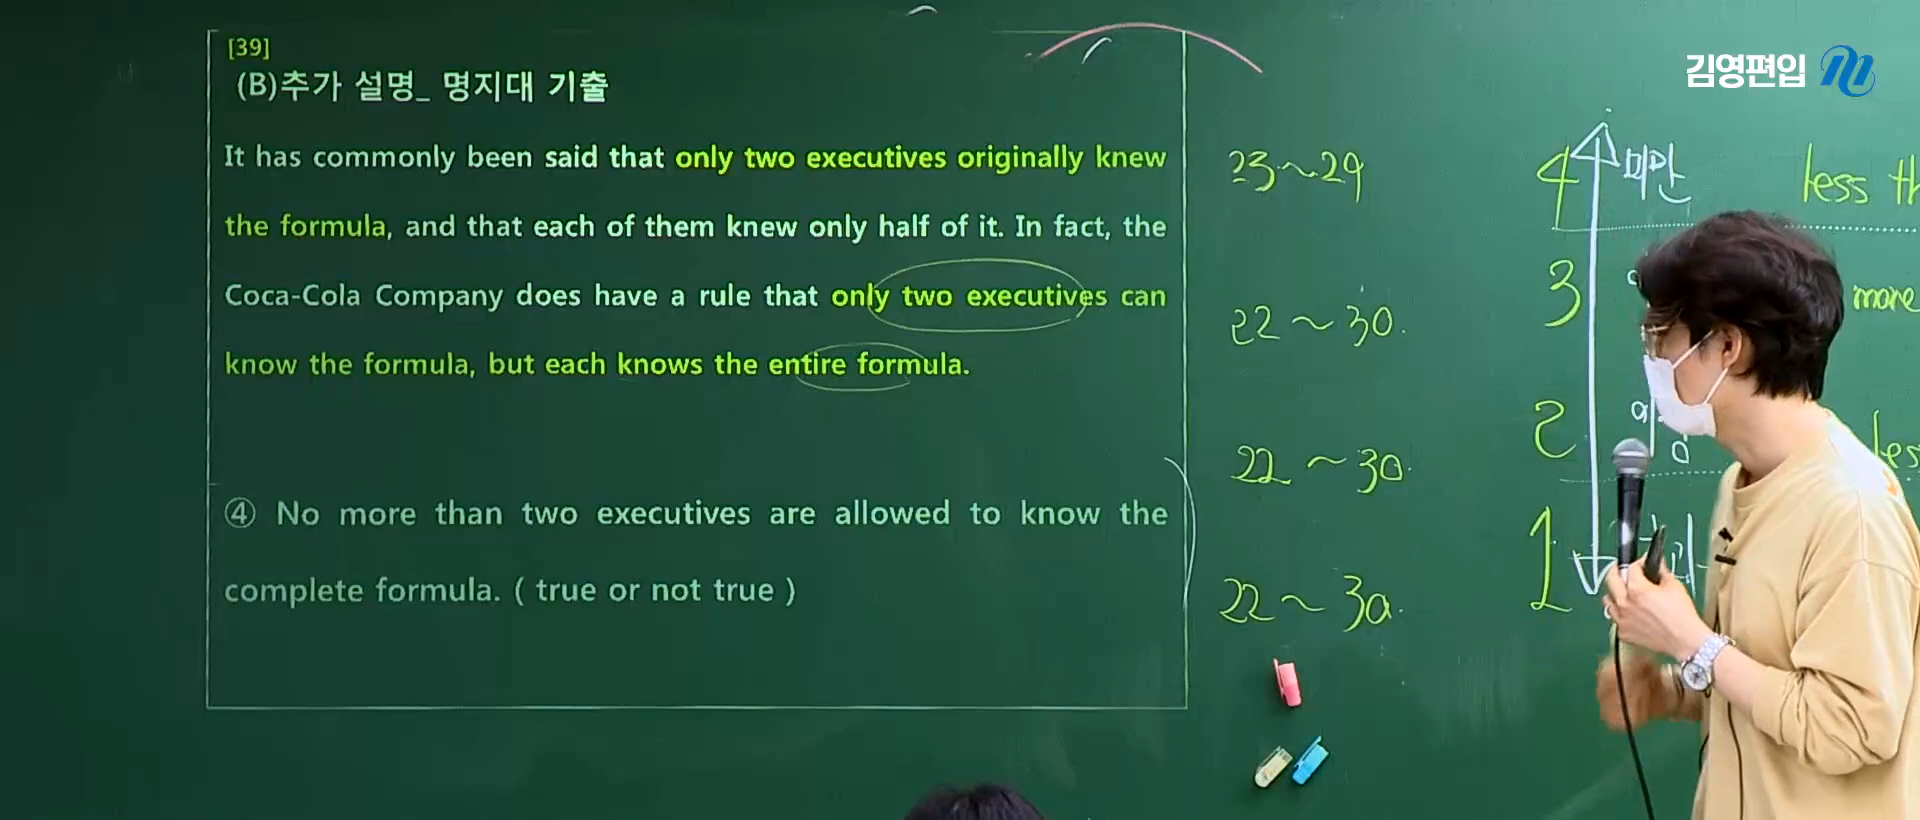 [39]
(B)추가 설명_ 명지대 기출
It has commonly been said that only two executives originally knew
the formula, and that each of them knew only half of it. In fact, the
Coca-Cola Company does have a rule that only two executives can
know the formula, but each knows the entire formula.
④ No more than two executives are allowed to know the
complete formula. ( true or not true )
23~29
22 ~ 30.
22 ~ 30.
22 ~ 30.
김영편입
4 미만 less th
3 more
2 les
1